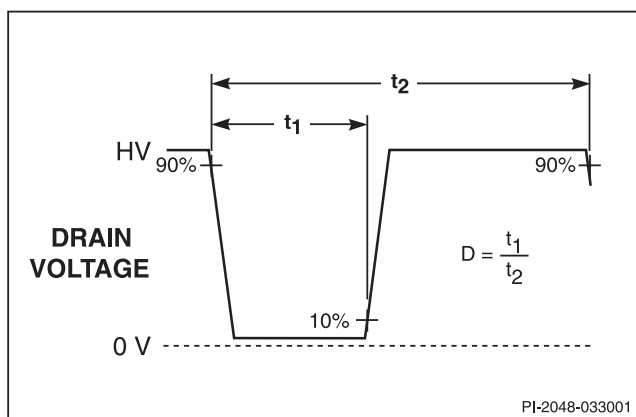 t2
t1
HV
90%
90%
DRAIN
VOLTAGE
D = t1
t2
10%
0 V
PI-2048-033001